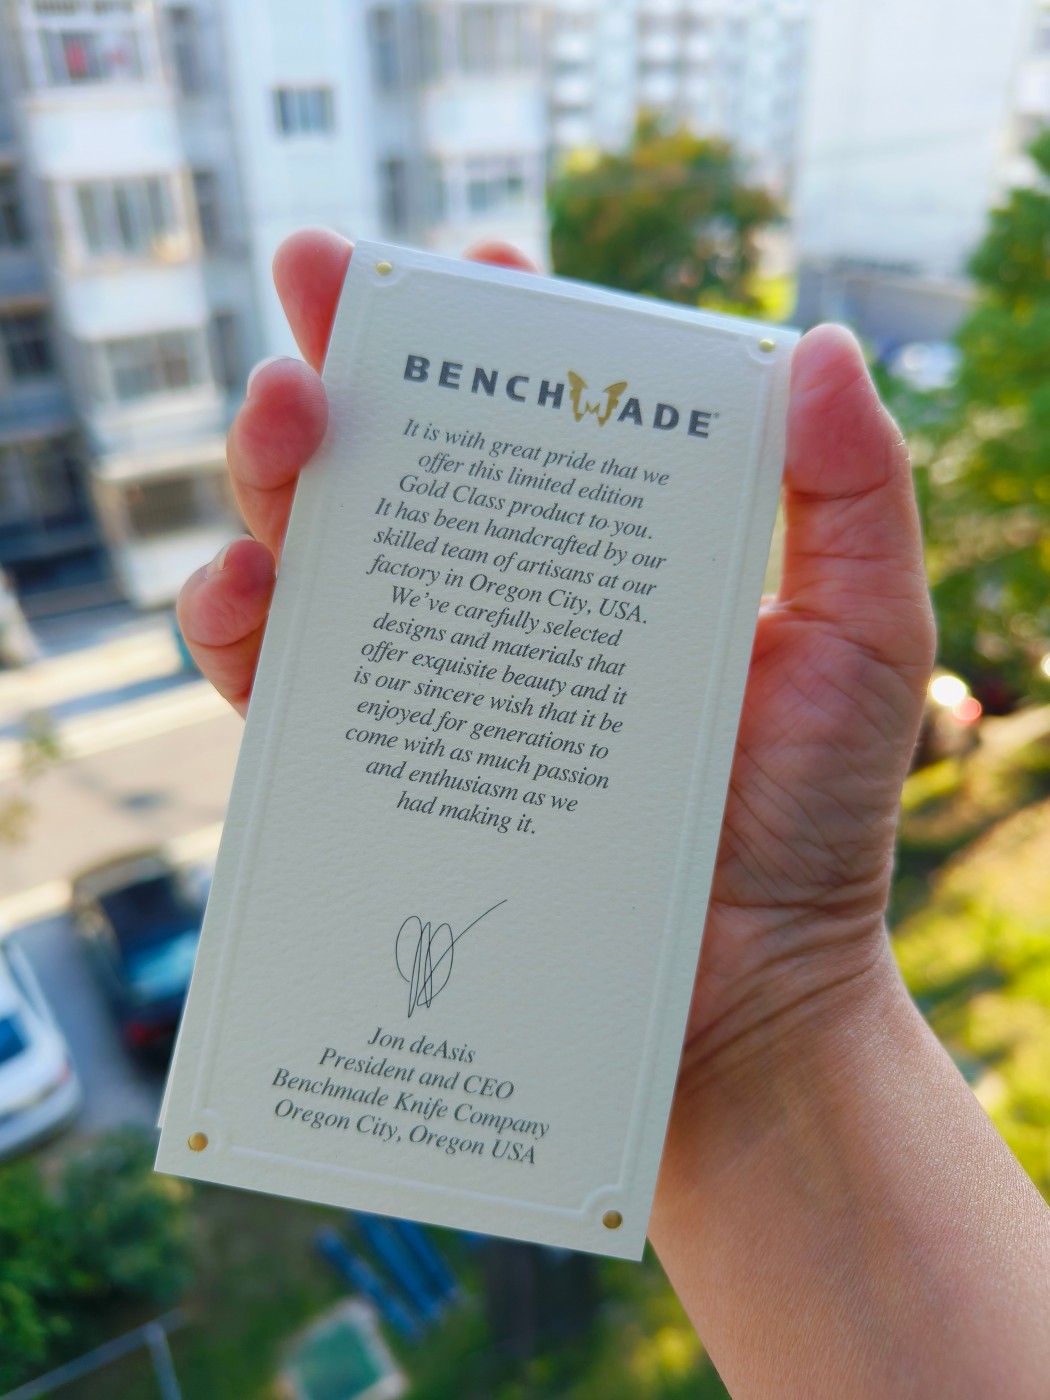 BENCHMADE®
It is with great pride that we
offer this limited edition
Gold Class product to you.
It has been handcrafted by our
skilled team of artisans at our
factory in Oregon City, USA.
We've carefully selected
designs and materials that
offer exquisite beauty and it
is our sincere wish that it be
enjoyed for generations to
come with as much passion
and enthusiasm as we
had making it.
Jon deAsis
President and CEO
Benchmade Knife Company
Oregon City, Oregon USA